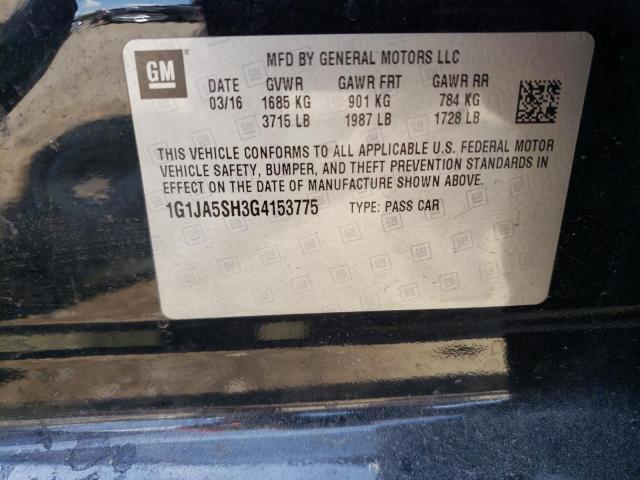 GM
MFD BY GENERAL MOTORS LLC
DATE GVWR GAWR FRT GAWR RR
03/16 1685 KG 901 KG 784 KG
3715 LB 1987 LB 1728 LB
THIS VEHICLE CONFORMS TO ALL APPLICABLE U.S. FEDERAL MOTOR
VEHICLE SAFETY, BUMPER, AND THEFT PREVENTION STANDARDS IN
EFFECT ON THE DATE OF MANUFACTURE SHOWN ABOVE.
1G1JA5SH3G4153775 TYPE: PASS CAR